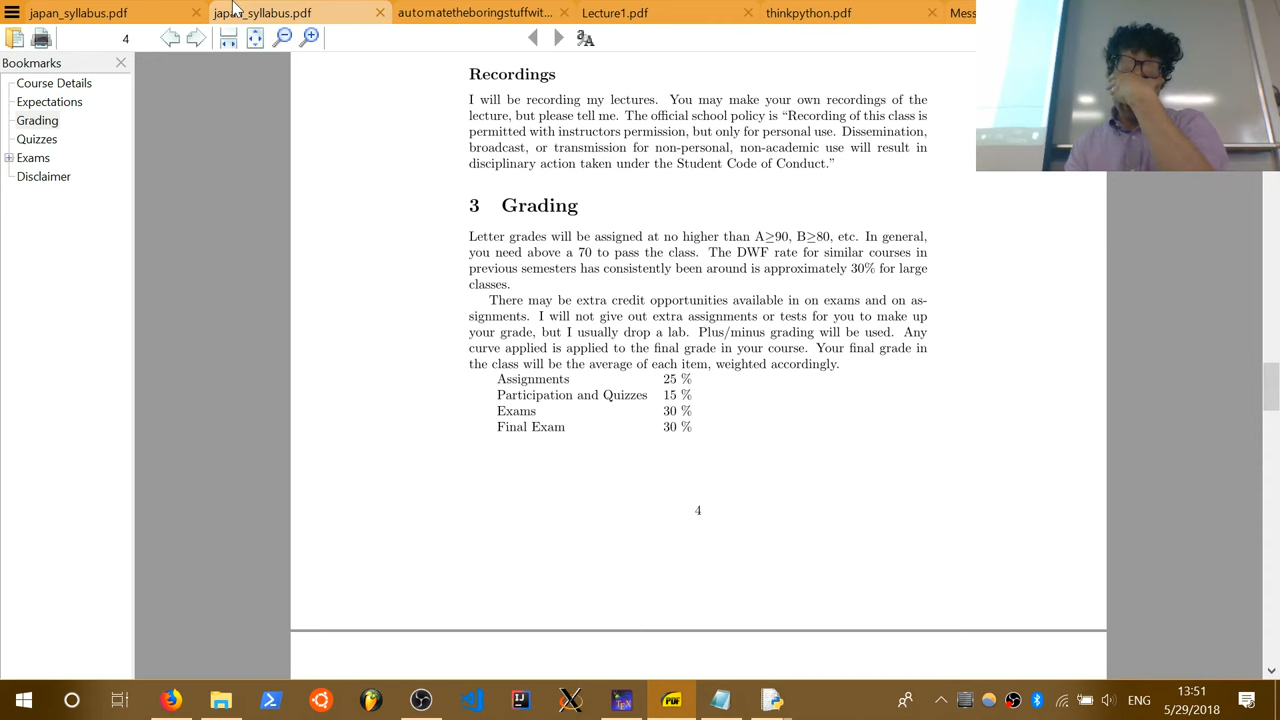 japan_syllabus.pdf
japan_syllabus.pdf
automatetheboringstuffwit...
Lecture1.pdf
thinkpython.pdf
Mess
4
Bookmarks
Course Details
Expectations
Grading
Quizzes
Exams
Disclaimer
Recordings
I will be recording my lectures. You may make your own recordings of the
lecture, but please tell me. The official school policy is “Recording of this class is
permitted with instructors permission, but only for personal use. Dissemination,
broadcast, or transmission for non-personal, non-academic use will result in
disciplinary action taken under the Student Code of Conduct.”
3 Grading
Letter grades will be assigned at no higher than A≥90, B≥80, etc. In general,
you need above a 70 to pass the class. The DWF rate for similar courses in
previous semesters has consistently been around is approximately 30% for large
classes.
There may be extra credit opportunities available in on exams and on as-
signments. I will not give out extra assignments or tests for you to make up
your grade, but I usually drop a lab. Plus/minus grading will be used. Any
curve applied is applied to the final grade in your course. Your final grade in
the class will be the average of each item, weighted accordingly.
Assignments 25 %
Participation and Quizzes 15 %
Exams 30 %
Final Exam 30 %
4
ENG
13:51
5/29/2018